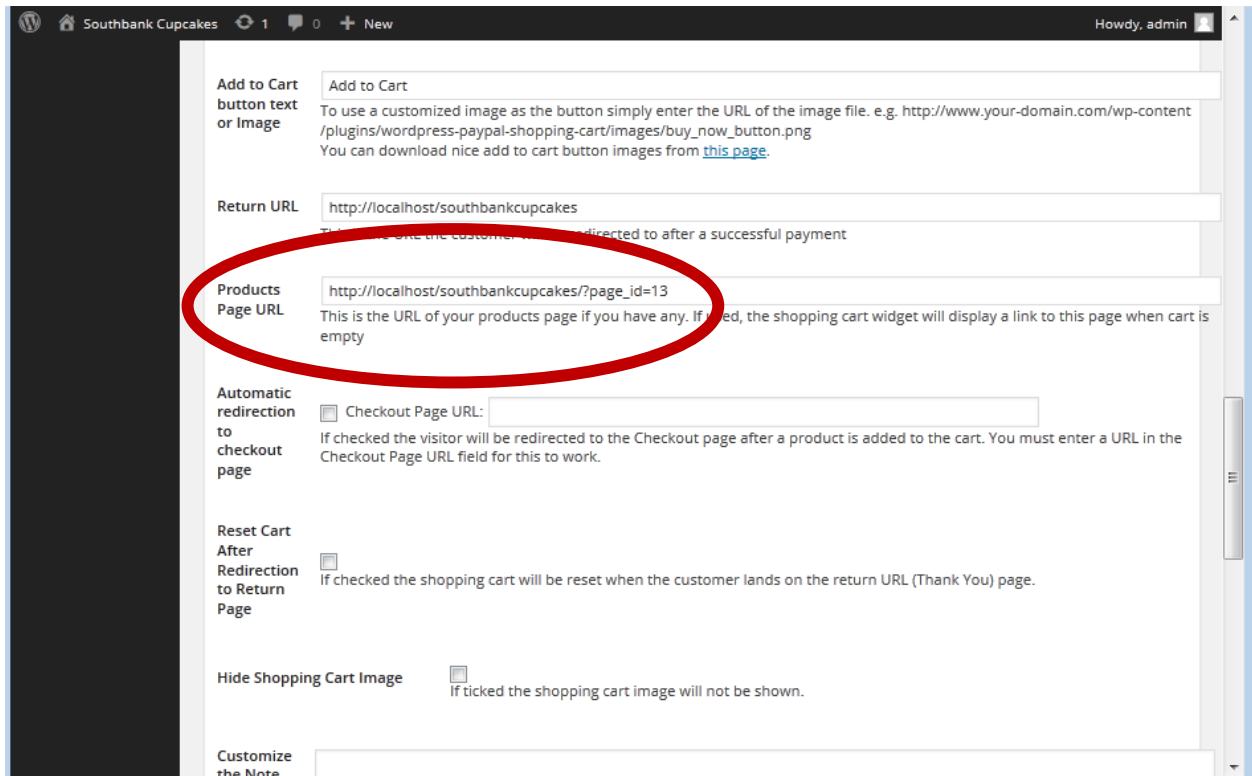 Southbank Cupcakes 1 0 New Howdy, admin
Add to Cart
button text
or Image
Add to Cart
To use a customized image as the button simply enter the URL of the image file. e.g. http://www.your-domain.com/wp-content
/plugins/wordpress-paypal-shopping-cart/images/buy_now_button.png
You can download nice add to cart button images from this page.
Return URL
http://localhost/southbankcupcakes
URL the customer redirected to after a successful payment
Products
Page URL
http://localhost/southbankcupcakes/?page_id=13
This is the URL of your products page if you have any. If used, the shopping cart widget will display a link to this page when cart is
empty
Automatic
redirection
to
checkout
page
Checkout Page URL:
If checked the visitor will be redirected to the Checkout page after a product is added to the cart. You must enter a URL in the
Checkout Page URL field for this to work.
Reset Cart
After
Redirection
to Return
Page
If checked the shopping cart will be reset when the customer lands on the return URL (Thank You) page.
Hide Shopping Cart Image
If ticked the shopping cart image will not be shown.
Customize
the Note